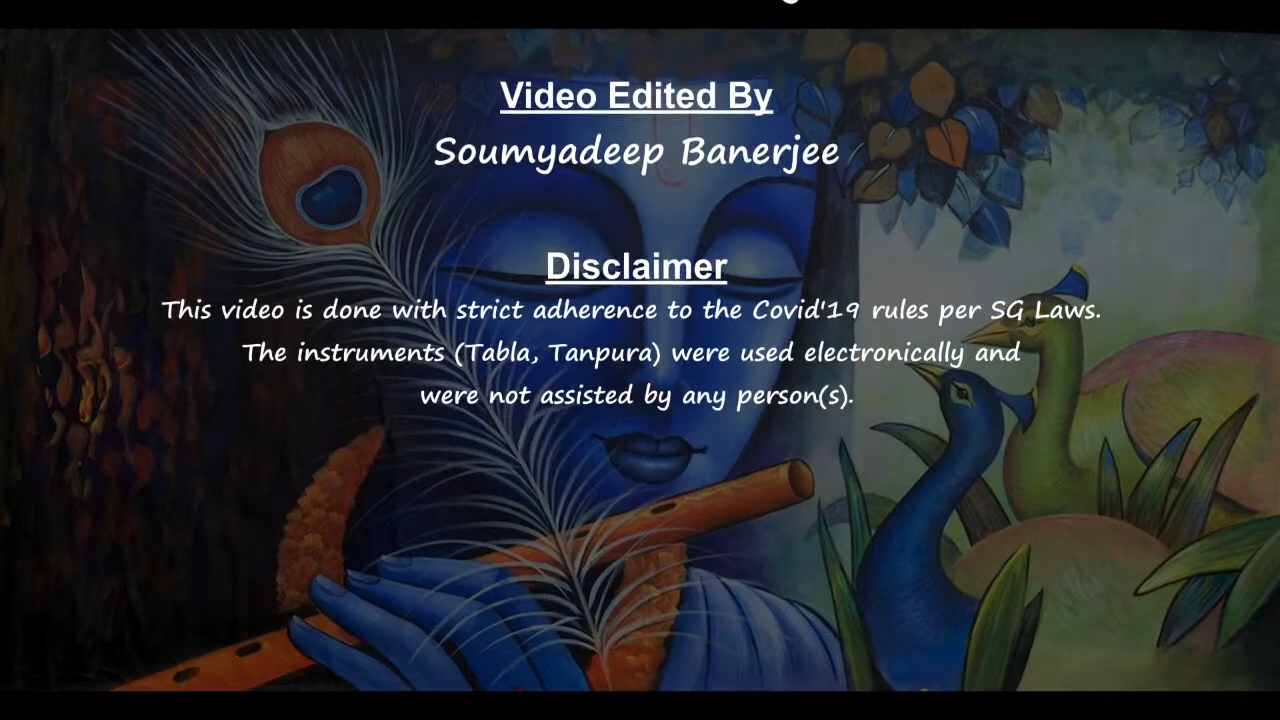 Video Edited By
Soumyadeep Banerjee
Disclaimer
This video is done with strict adherence to the Covid'19 rules per SG Laws.
The instruments (Tabla, Tanpura) were used electronically and
were not assisted by any person(s).